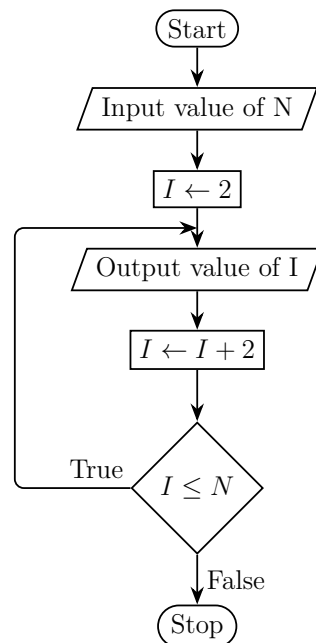 Start
Input value of N
I ← 2
Output value of I
I ← I + 2
True
I ≤ N
False
Stop